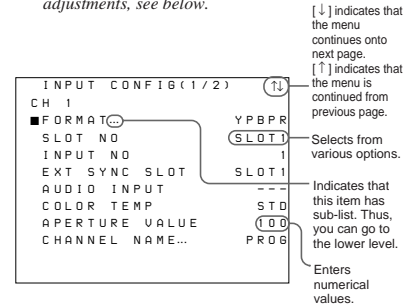 adjustments, see below.
[↓] indicates that
the menu
continues onto
next page.
[↑] indicates that
the menu is
continued from
previous page.
INPUT CONFIG(1/2) ↑↓
CH 1
■FORMAT… YPBPR
SLOT NO SLOT1
INPUT NO 1
EXT SYNC SLOT SLOT1
AUDIO INPUT ---
COLOR TEMP STD
APERTURE VALUE 100
CHANNEL NAME… PROG
Selects from
various options.
Indicates that
this item has
sub-list. Thus,
you can go to
the lower level.
Enters
numerical
values.